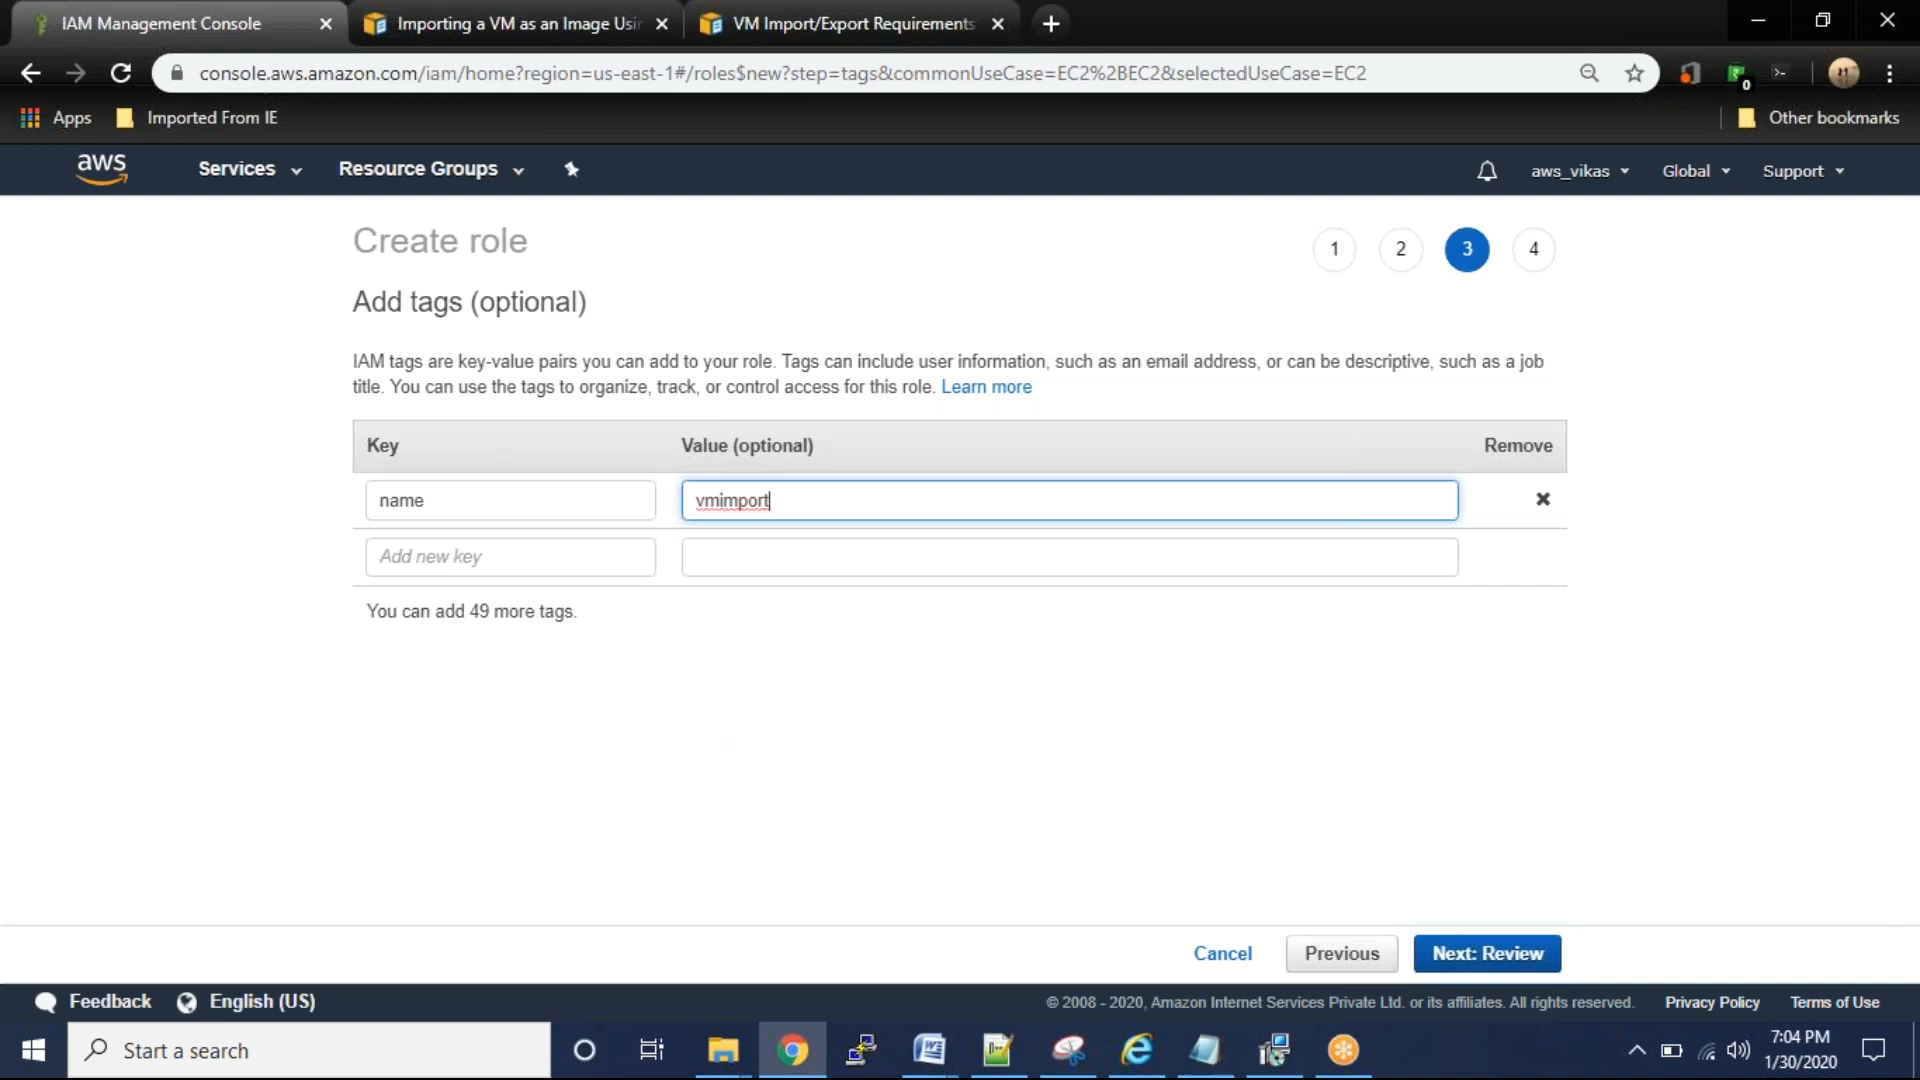 IAM Management Console
Importing a VM as an Image Usin
VM Import/Export Requirements
console.aws.amazon.com/iam/home?region=us-east-1#/roles$new?step=tags&commonUseCase=EC2%2BEC2&selectedUseCase=EC2
0
Apps
Imported From IE
Other bookmarks
aws
Services
Resource Groups
aws_vikas
Global
Support
Create role
1
2
3
4
Add tags (optional)
IAM tags are key-value pairs you can add to your role. Tags can include user information, such as an email address, or can be descriptive, such as a job
title. You can use the tags to organize, track, or control access for this role. Learn more
Key
Value (optional)
Remove
name
vmimport
Add new key
You can add 49 more tags.
Cancel
Previous
Next: Review
Feedback
English (US)
© 2008 - 2020, Amazon Internet Services Private Ltd. or its affiliates. All rights reserved.
Privacy Policy
Terms of Use
Start a search
7:04 PM
1/30/2020